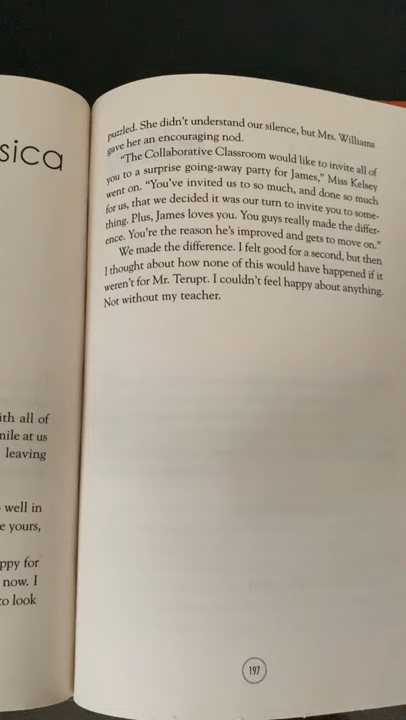 sica
ith all of
nile at us
leaving
well in
e yours,
ppy for
now. I
to look
puzzled. She didn't understand our silence, but Mrs. Williams
gave her an encouraging nod.
"The Collaborative Classroom would like to invite all of
you to a surprise going-away party for James," Miss Kelsey
went on. "You've invited us to so much, and done so much
for us, that we decided it was our turn to invite you to some-
thing. Plus, James loves you. You guys really made the differ-
ence. You're the reason he's improved and gets to move on."
We made the difference. I felt good for a second, but then
I thought about how none of this would have happened if it
weren't for Mr. Terupt. I couldn't feel happy about anything.
Not without my teacher.
197